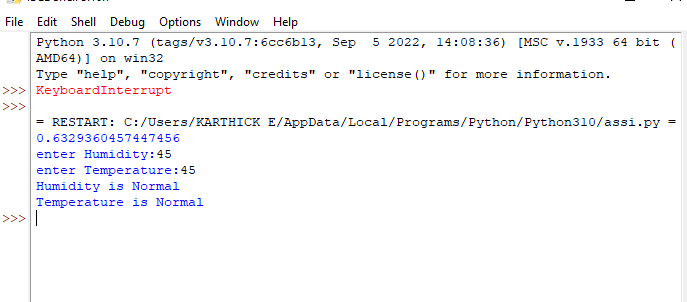 File Edit Shell Debug Options Window Help
Python 3.10.7 (tags/v3.10.7:6cc6b13, Sep  5 2022, 14:08:36) [MSC v.1933 64 bit (
AMD64)] on win32
Type "help", "copyright", "credits" or "license()" for more information.
>>> KeyboardInterrupt
>>>
= RESTART: C:/Users/KARTHICK E/AppData/Local/Programs/Python/Python310/assi.py =
0.6329360457447456
enter Humidity:45
enter Temperature:45
Humidity is Normal
Temperature is Normal
>>>